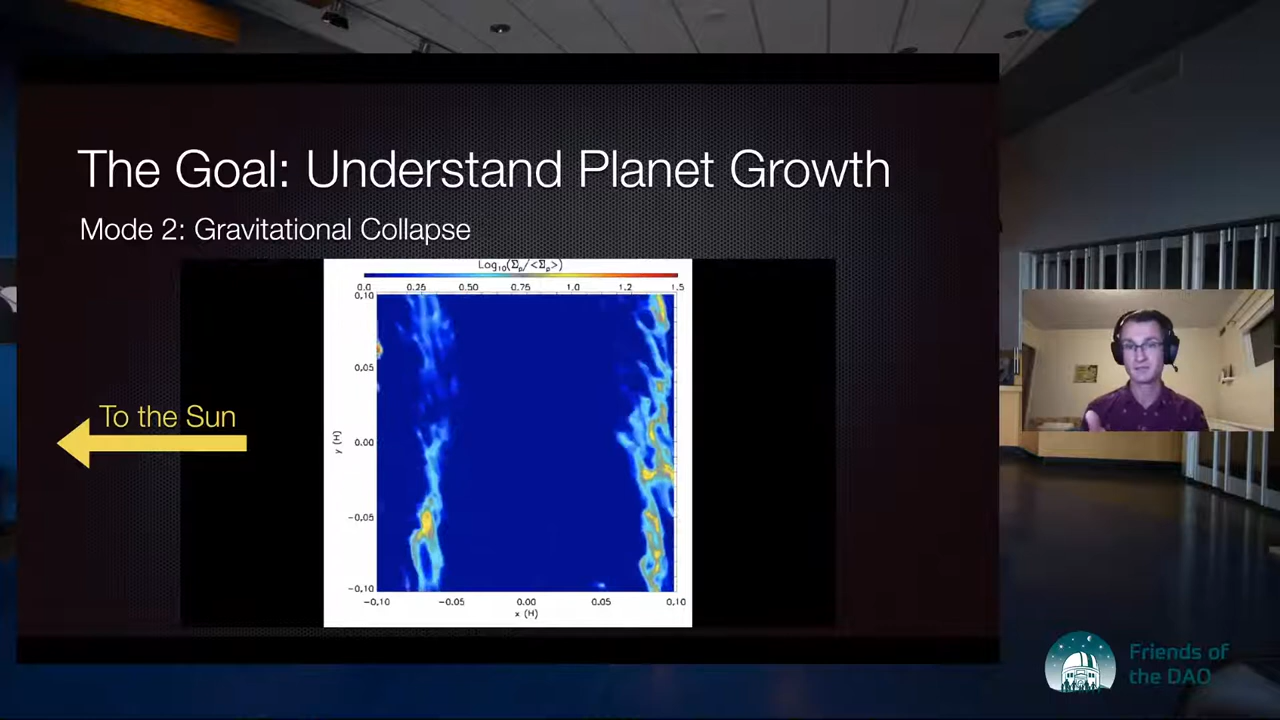 The Goal: Understand Planet Growth
Mode 2: Gravitational Collapse
Log10(Σp/<Σp>)
0.0 0.25 0.50 0.75 1.0 1.2 1.5
0.10
0.05
To the Sun
0.00
y (H)
-0.05
-0.10
-0.10 -0.05 0.00 0.05 0.10
x (H)
Friends of
the DAO